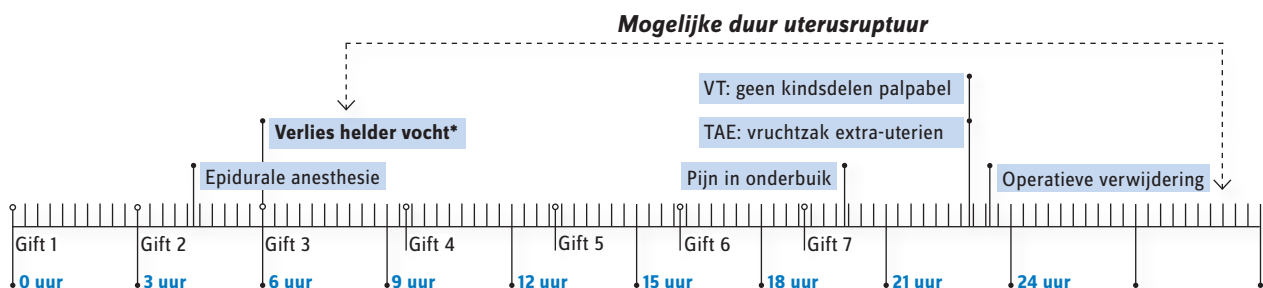 Mogelijke duur uterusruptuur
VT: geen kindsdelen palpabel
Verlies helder vocht*
TAE: vruchtzak extra-uterien
Epidurale anesthesie
Pijn in onderbuik
Operatieve verwijdering
Gift 1
Gift 2
Gift 3
Gift 4
Gift 5
Gift 6
Gift 7
0 uur
3 uur
6 uur
9 uur
12 uur
15 uur
18 uur
21 uur
24 uur